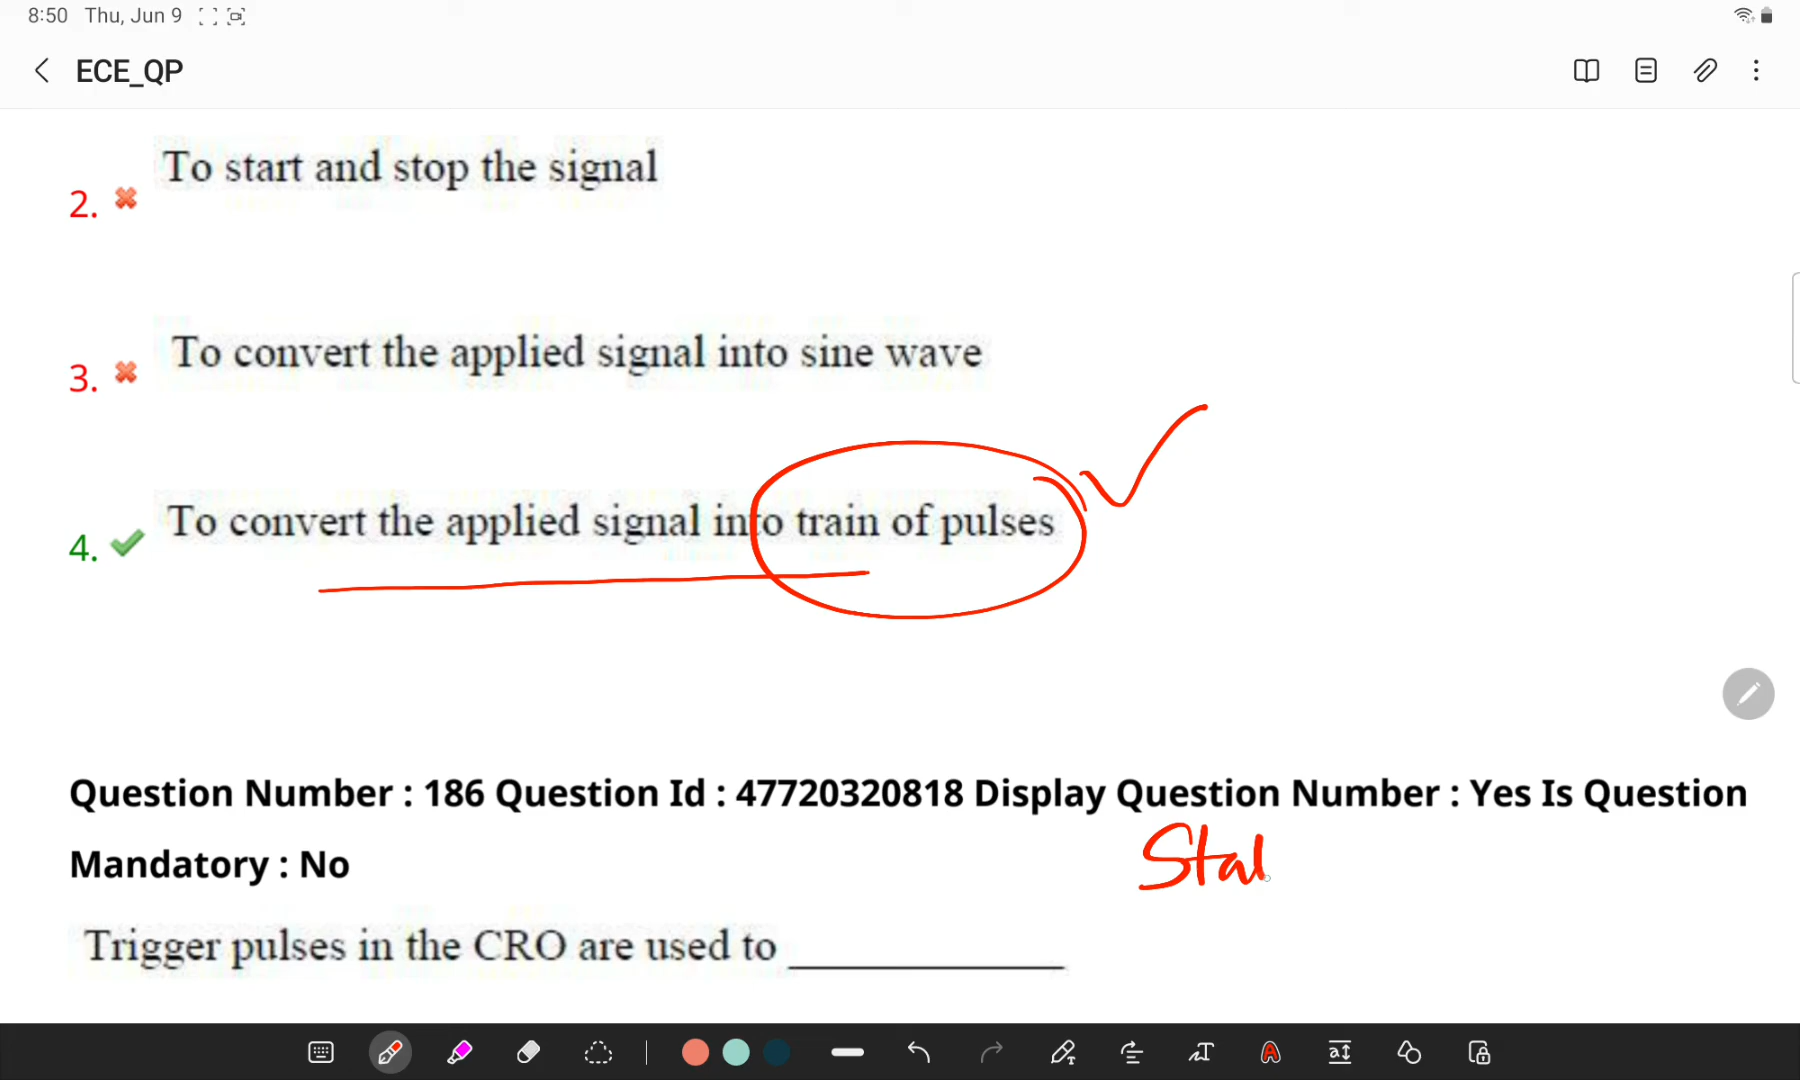 8:50 Thu, Jun 9
ECE_QP
To start and stop the signal
2.
To convert the applied signal into sine wave
3.
To convert the applied signal into train of pulses
4.
Question Number : 186 Question Id : 47720320818 Display Question Number : Yes Is Question
Mandatory : No
Stal
Trigger pulses in the CRO are used to ____________